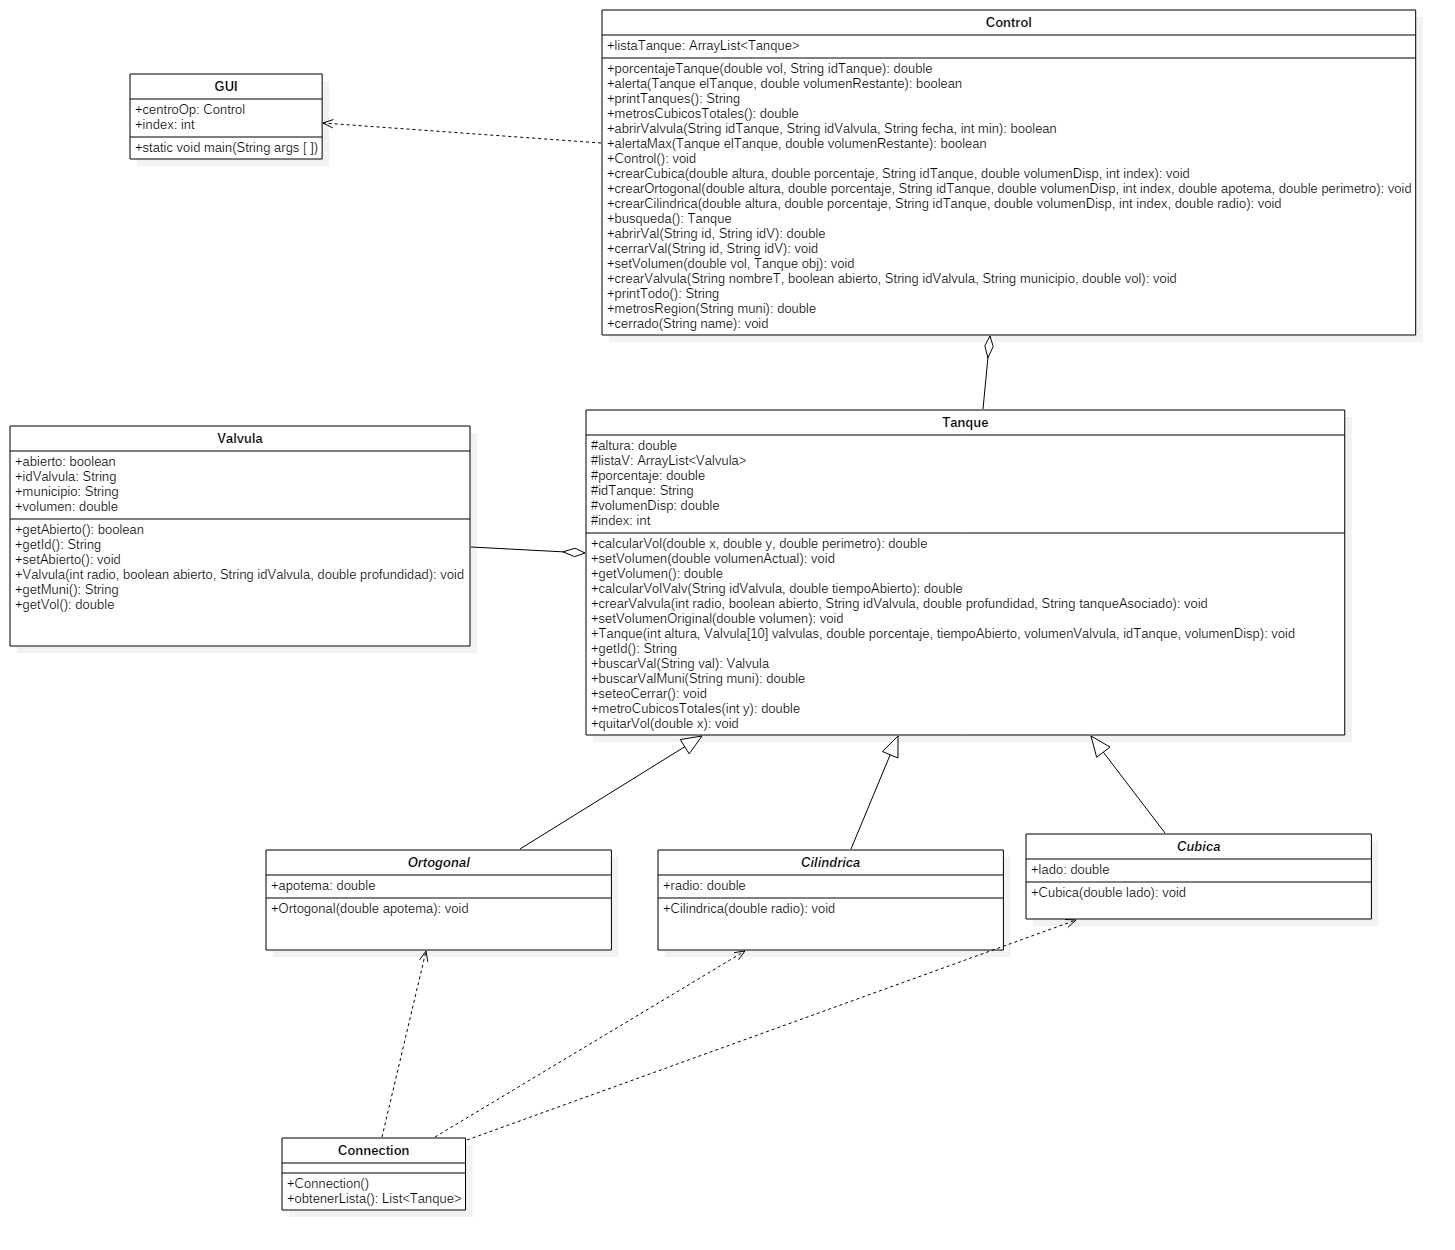 Control
+listaTanque: ArrayList<Tanque>
+porcentajeTanque(double vol, String idTanque): double
+alerta(Tanque elTanque, double volumenRestante): boolean
+printTanques(): String
+metrosCubicosTotales(): double
+abrirValvula(String idTanque, String idValvula, String fecha, int min): boolean
+alertaMax(Tanque elTanque, double volumenRestante): boolean
+Control(): void
+crearCubica(double altura, double porcentaje, String idTanque, double volumenDisp, int index): void
+crearOrtogonal(double altura, double porcentaje, String idTanque, double volumenDisp, int index, double apotema, double perimetro): void
+crearCilindrica(double altura, double porcentaje, String idTanque, double volumenDisp, int index, double radio): void
+busqueda(): Tanque
+abrirVal(String id, String idV): double
+cerrarVal(String id, String idV): void
+setVolumen(double vol, Tanque obj): void
+crearValvula(String nombreT, boolean abierto, String idValvula, String municipio, double vol): void
+printTodo(): String
+metrosRegion(String muni): double
+cerrado(String name): void
GUI
+centroOp: Control
+index: int
+static void main(String args [ ])
Valvula
+abierto: boolean
+idValvula: String
+municipio: String
+volumen: double
+getAbierto(): boolean
+getId(): String
+setAbierto(): void
+Valvula(int radio, boolean abierto, String idValvula, double profundidad): void
+getMuni(): String
+getVol(): double
Tanque
#altura: double
#listaV: ArrayList<Valvula>
#porcentaje: double
#idTanque: String
#volumenDisp: double
#index: int
+calcularVol(double x, double y, double perimetro): double
+setVolumen(double volumenActual): void
+getVolumen(): double
+calcularVolValv(String idValvula, double tiempoAbierto): double
+crearValvula(int radio, boolean abierto, String idValvula, double profundidad, String tanqueAsociado): void
+setVolumenOriginal(double volumen): void
+Tanque(int altura, Valvula[10] valvulas, double porcentaje, tiempoAbierto, volumenValvula, idTanque, volumenDisp): void
+getId(): String
+buscarVal(String val): Valvula
+buscarValMuni(String muni): double
+seteoCerrar(): void
+metroCubicosTotales(int y): double
+quitarVol(double x): void
Ortogonal
+apotema: double
+Ortogonal(double apotema): void
Cilindrica
+radio: double
+Cilindrica(double radio): void
Cubica
+lado: double
+Cubica(double lado): void
Connection
+Connection()
+obtenerLista(): List<Tanque>